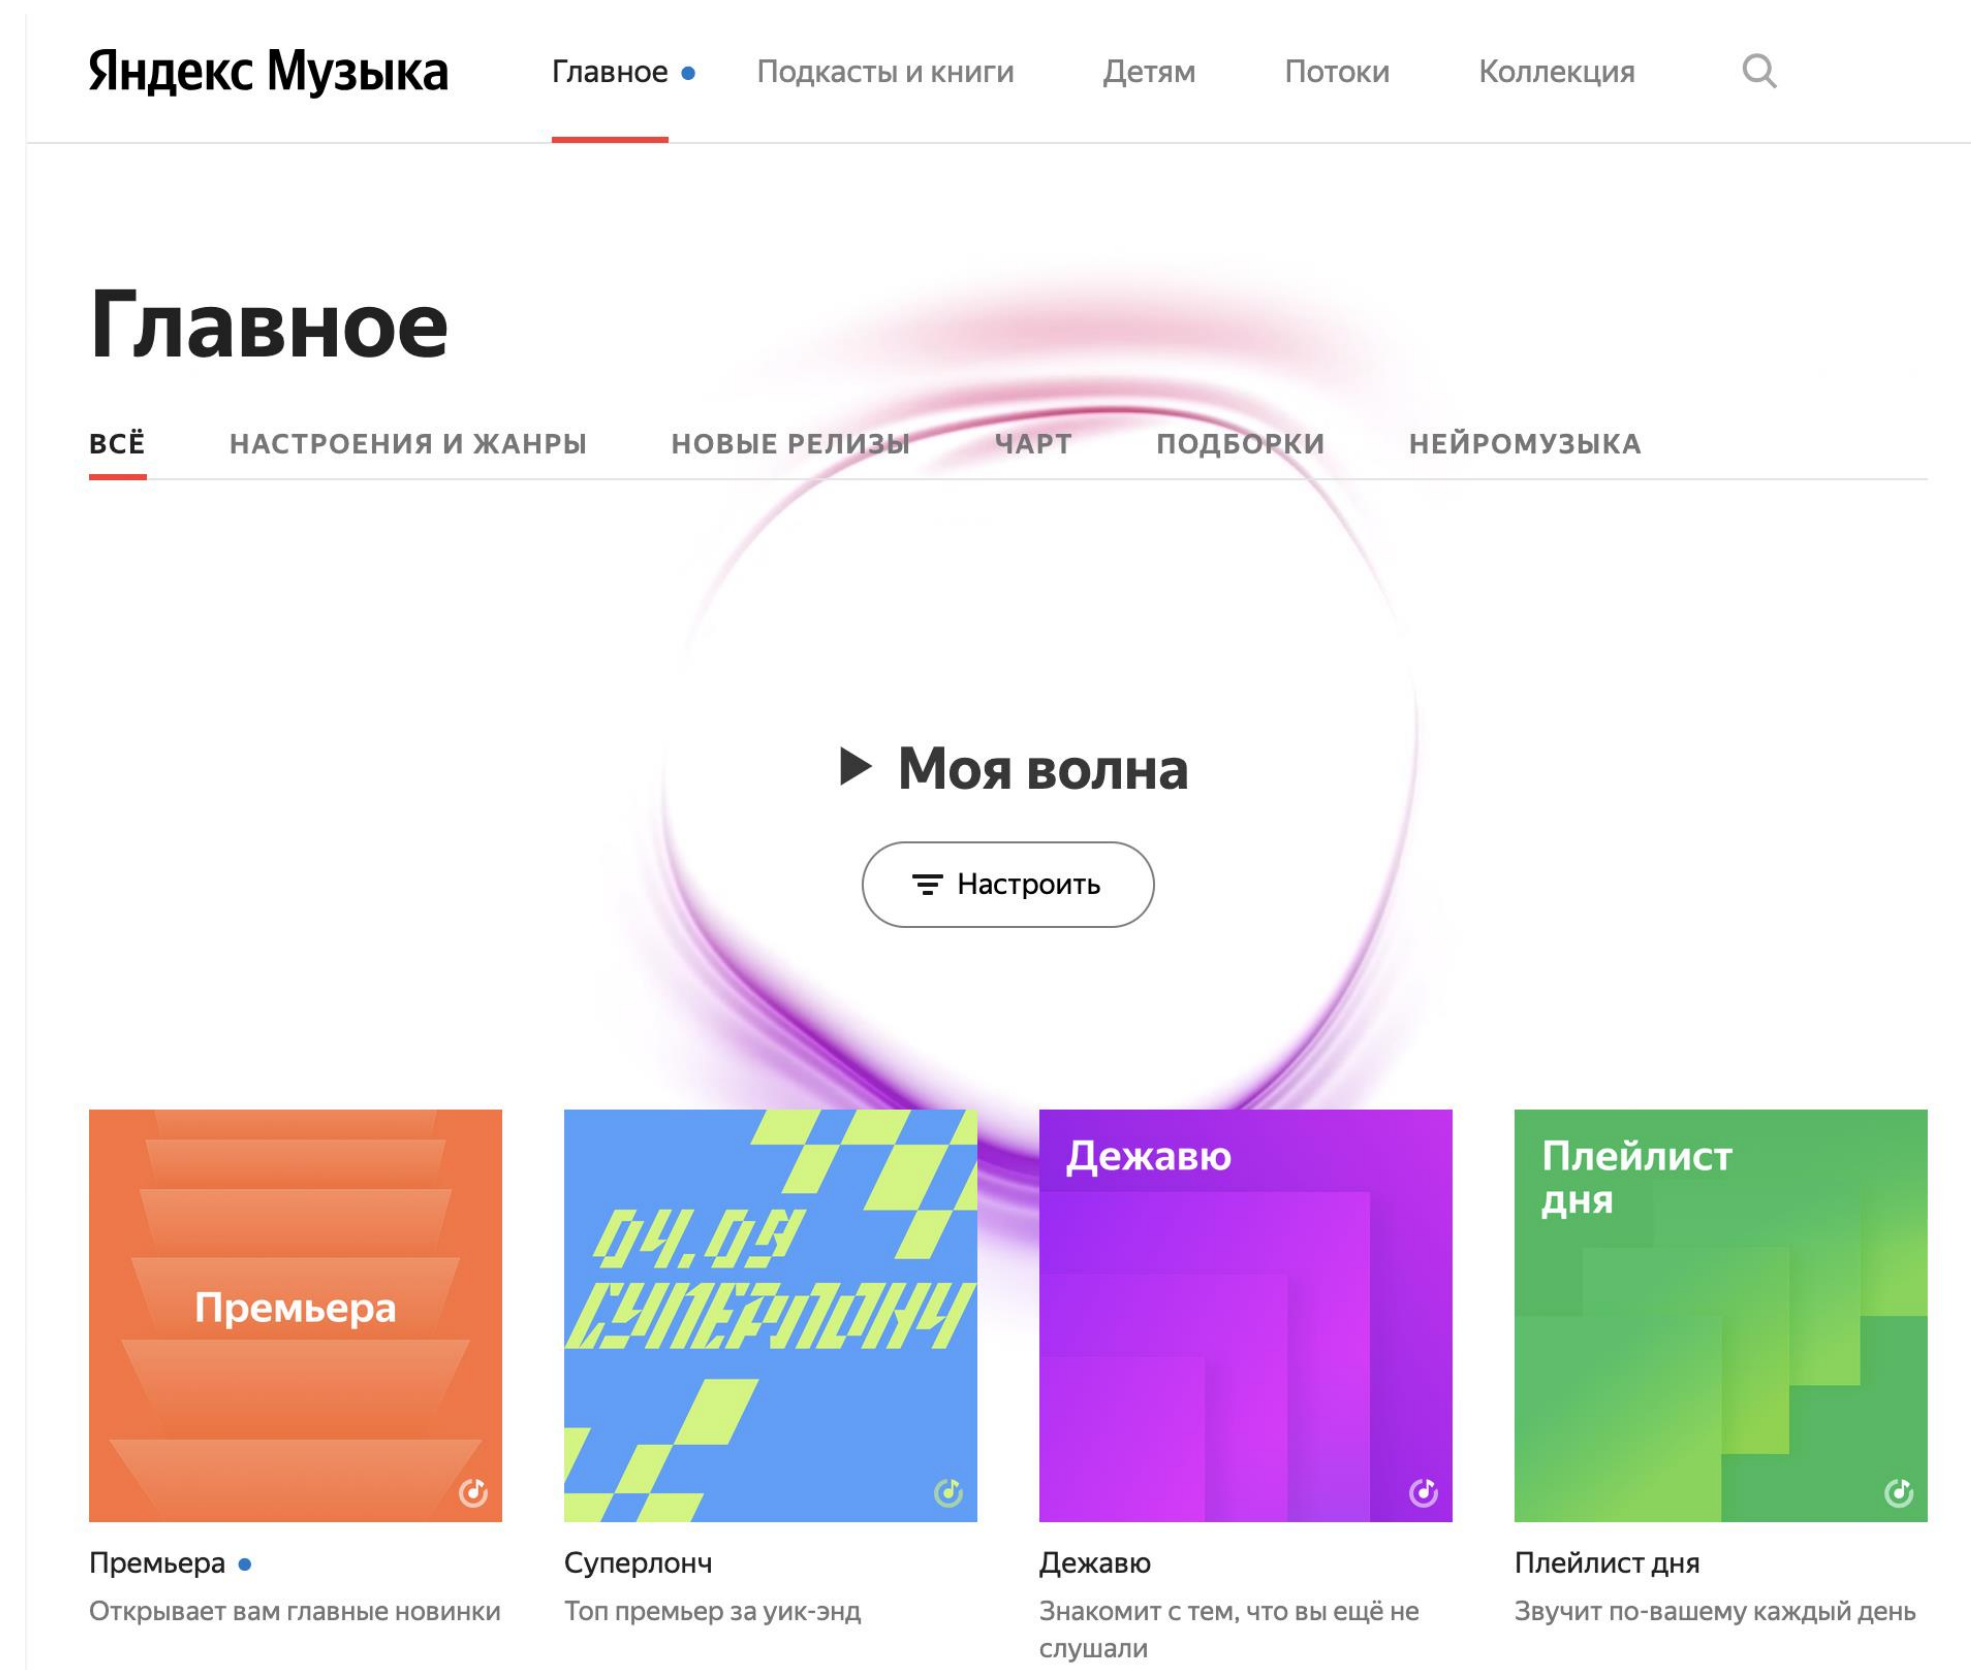 Яндекс Музыка
Главное
Подкасты и книги
Детям
Потоки
Коллекция
Главное
ВСЁ
НАСТРОЕНИЯ И ЖАНРЫ
НОВЫЕ РЕЛИЗЫ
ЧАРТ
ПОДБОРКИ
НЕЙРОМУЗЫКА
Моя волна
Настроить
Премьера
04.09
СУПЕРЛОНЧ
Дежавю
Плейлист
дня
Премьера
Открывает вам главные новинки
Суперлонч
Топ премьер за уик-энд
Дежавю
Знакомит с тем, что вы ещё не
слушали
Плейлист дня
Звучит по-вашему каждый день